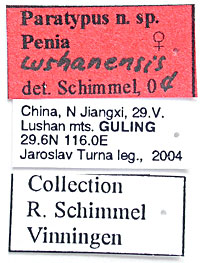 Paratypus n. sp.
Penia ♀
lushanensis
det. Schimmel, 04
China, N Jiangxi, 29.V.
Lushan mts. GULING
29.6N 116.0E
Jaroslav Turna leg., 2004
Collection
R. Schimmel
Vinningen